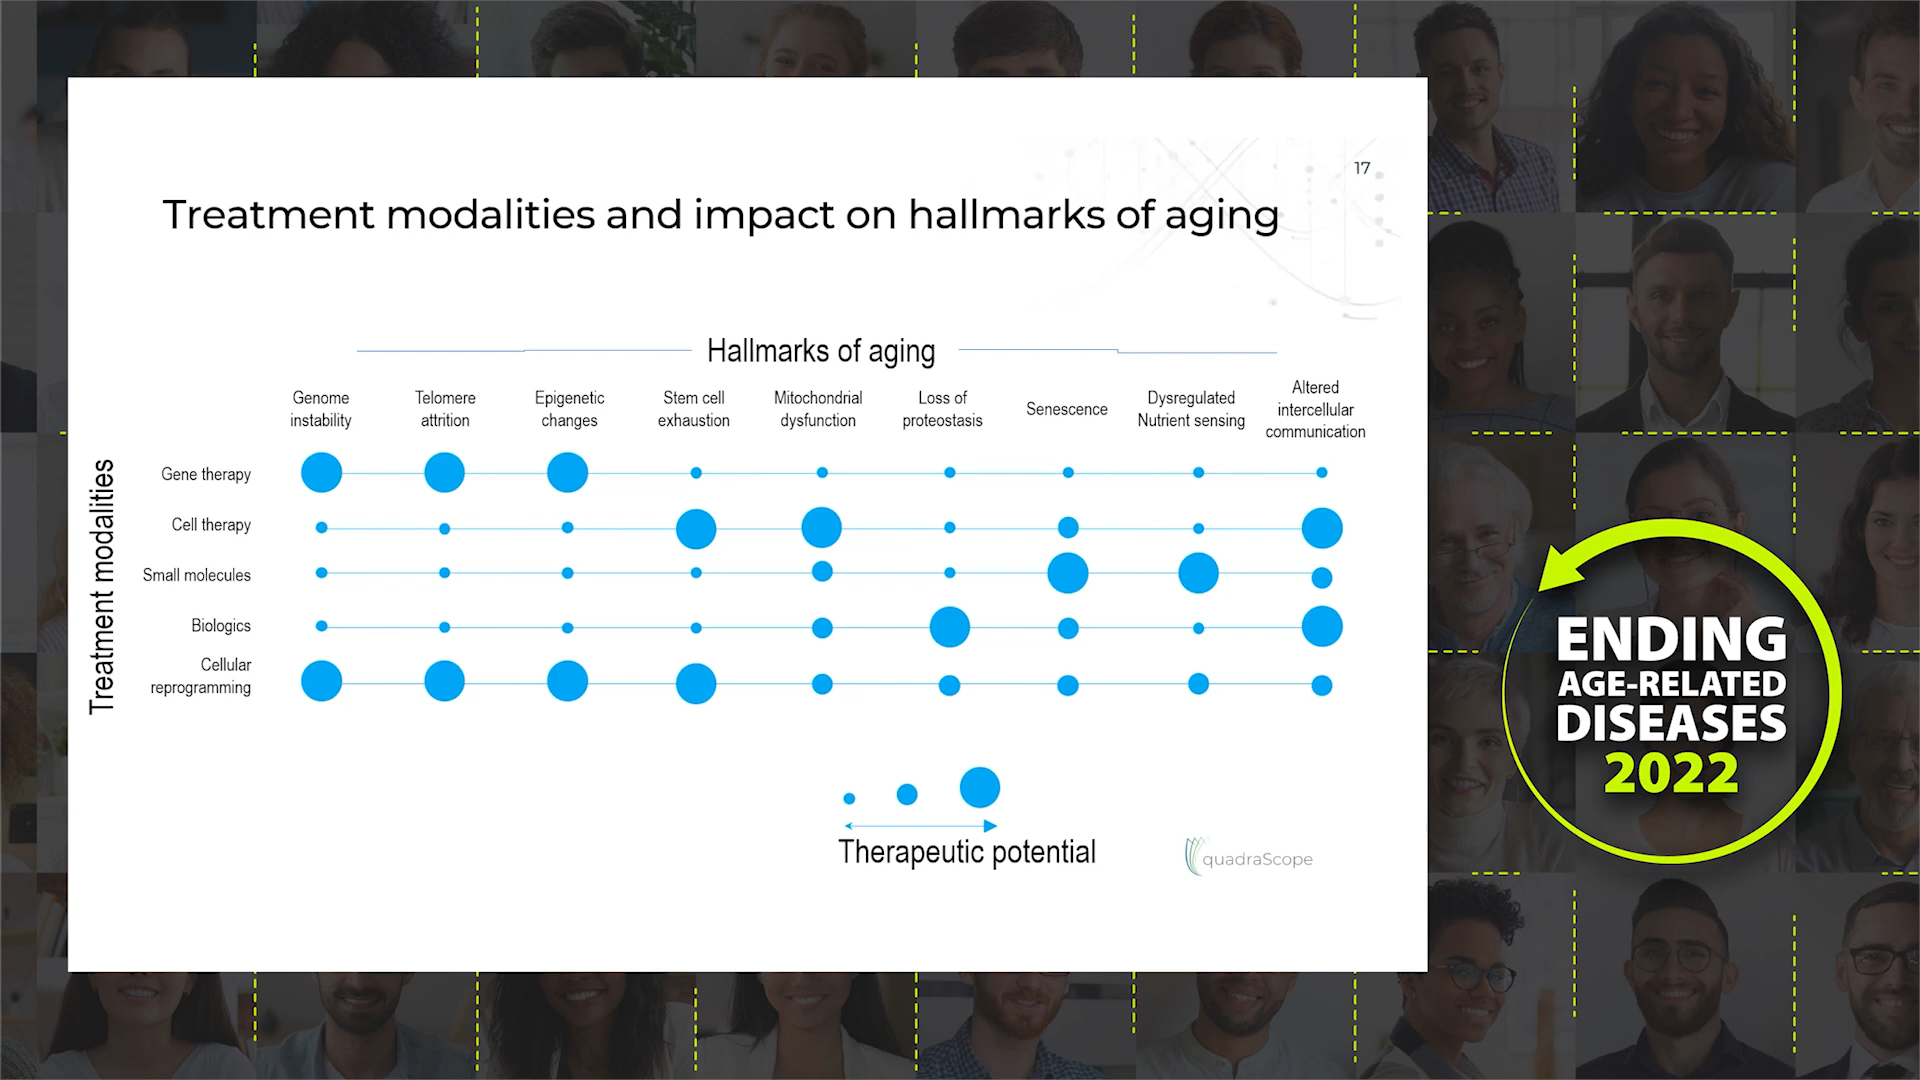 17
Treatment modalities and impact on hallmarks of aging
Hallmarks of aging
Genome
instability
Telomere
attrition
Epigenetic
changes
Stem cell
exhaustion
Mitochondrial
dysfunction
Loss of
proteostasis
Senescence
Dysregulated
Nutrient sensing
Altered
intercellular
communication
Treatment modalities
Gene therapy
Cell therapy
Small molecules
Biologics
Cellular
reprogramming
Therapeutic potential
quadraScope
ENDING
AGE-RELATED
DISEASES
2022